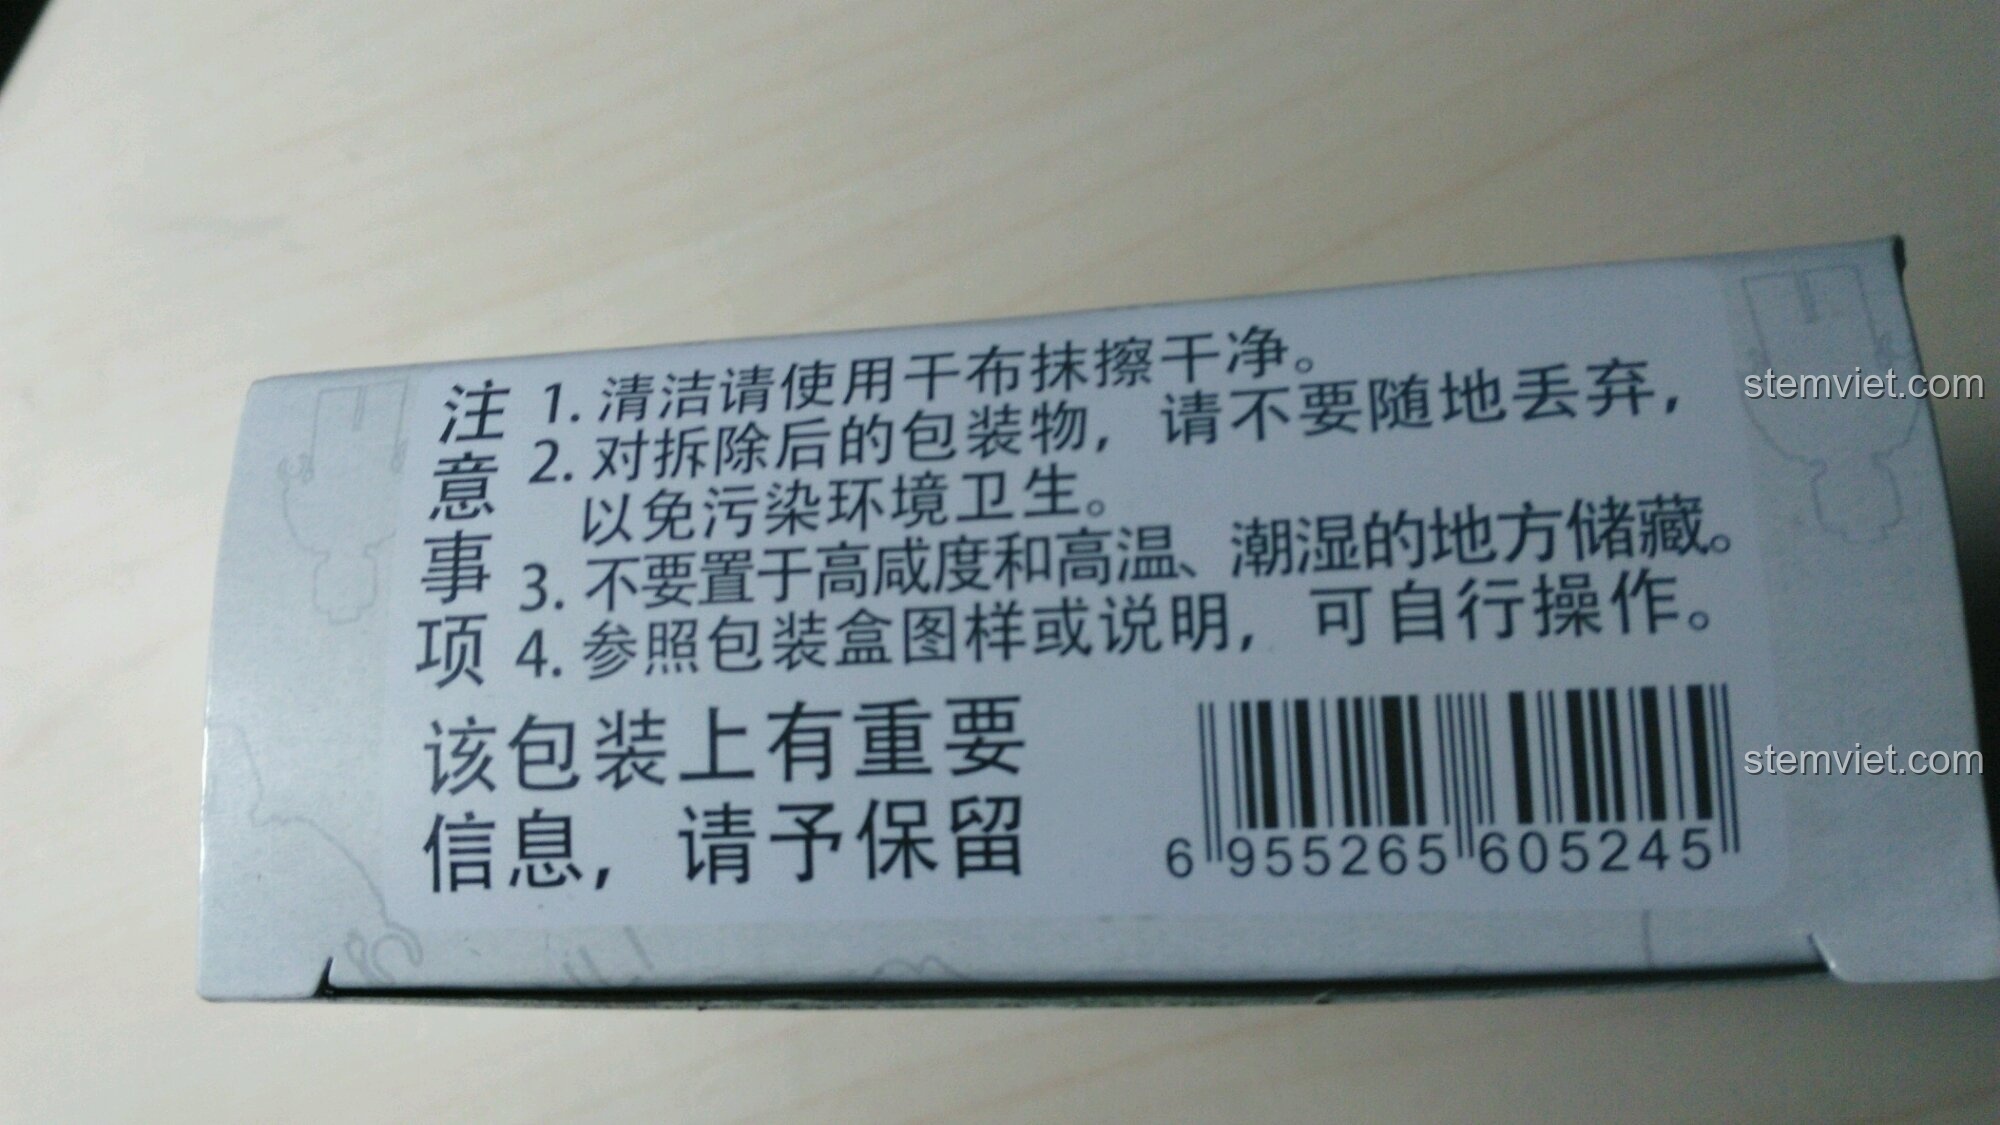 注意事项
1. 清洁请使用干布抹擦干净。
2. 对拆除后的包装物，请不要随地丢弃，
以免污染环境卫生。
3. 不要置于高咸度和高温、潮湿的地方储藏。
4. 参照包装盒图样或说明，可自行操作。
该包装上有重要
信息，请予保留
6 955265 605245
stemviet.com
stemviet.com